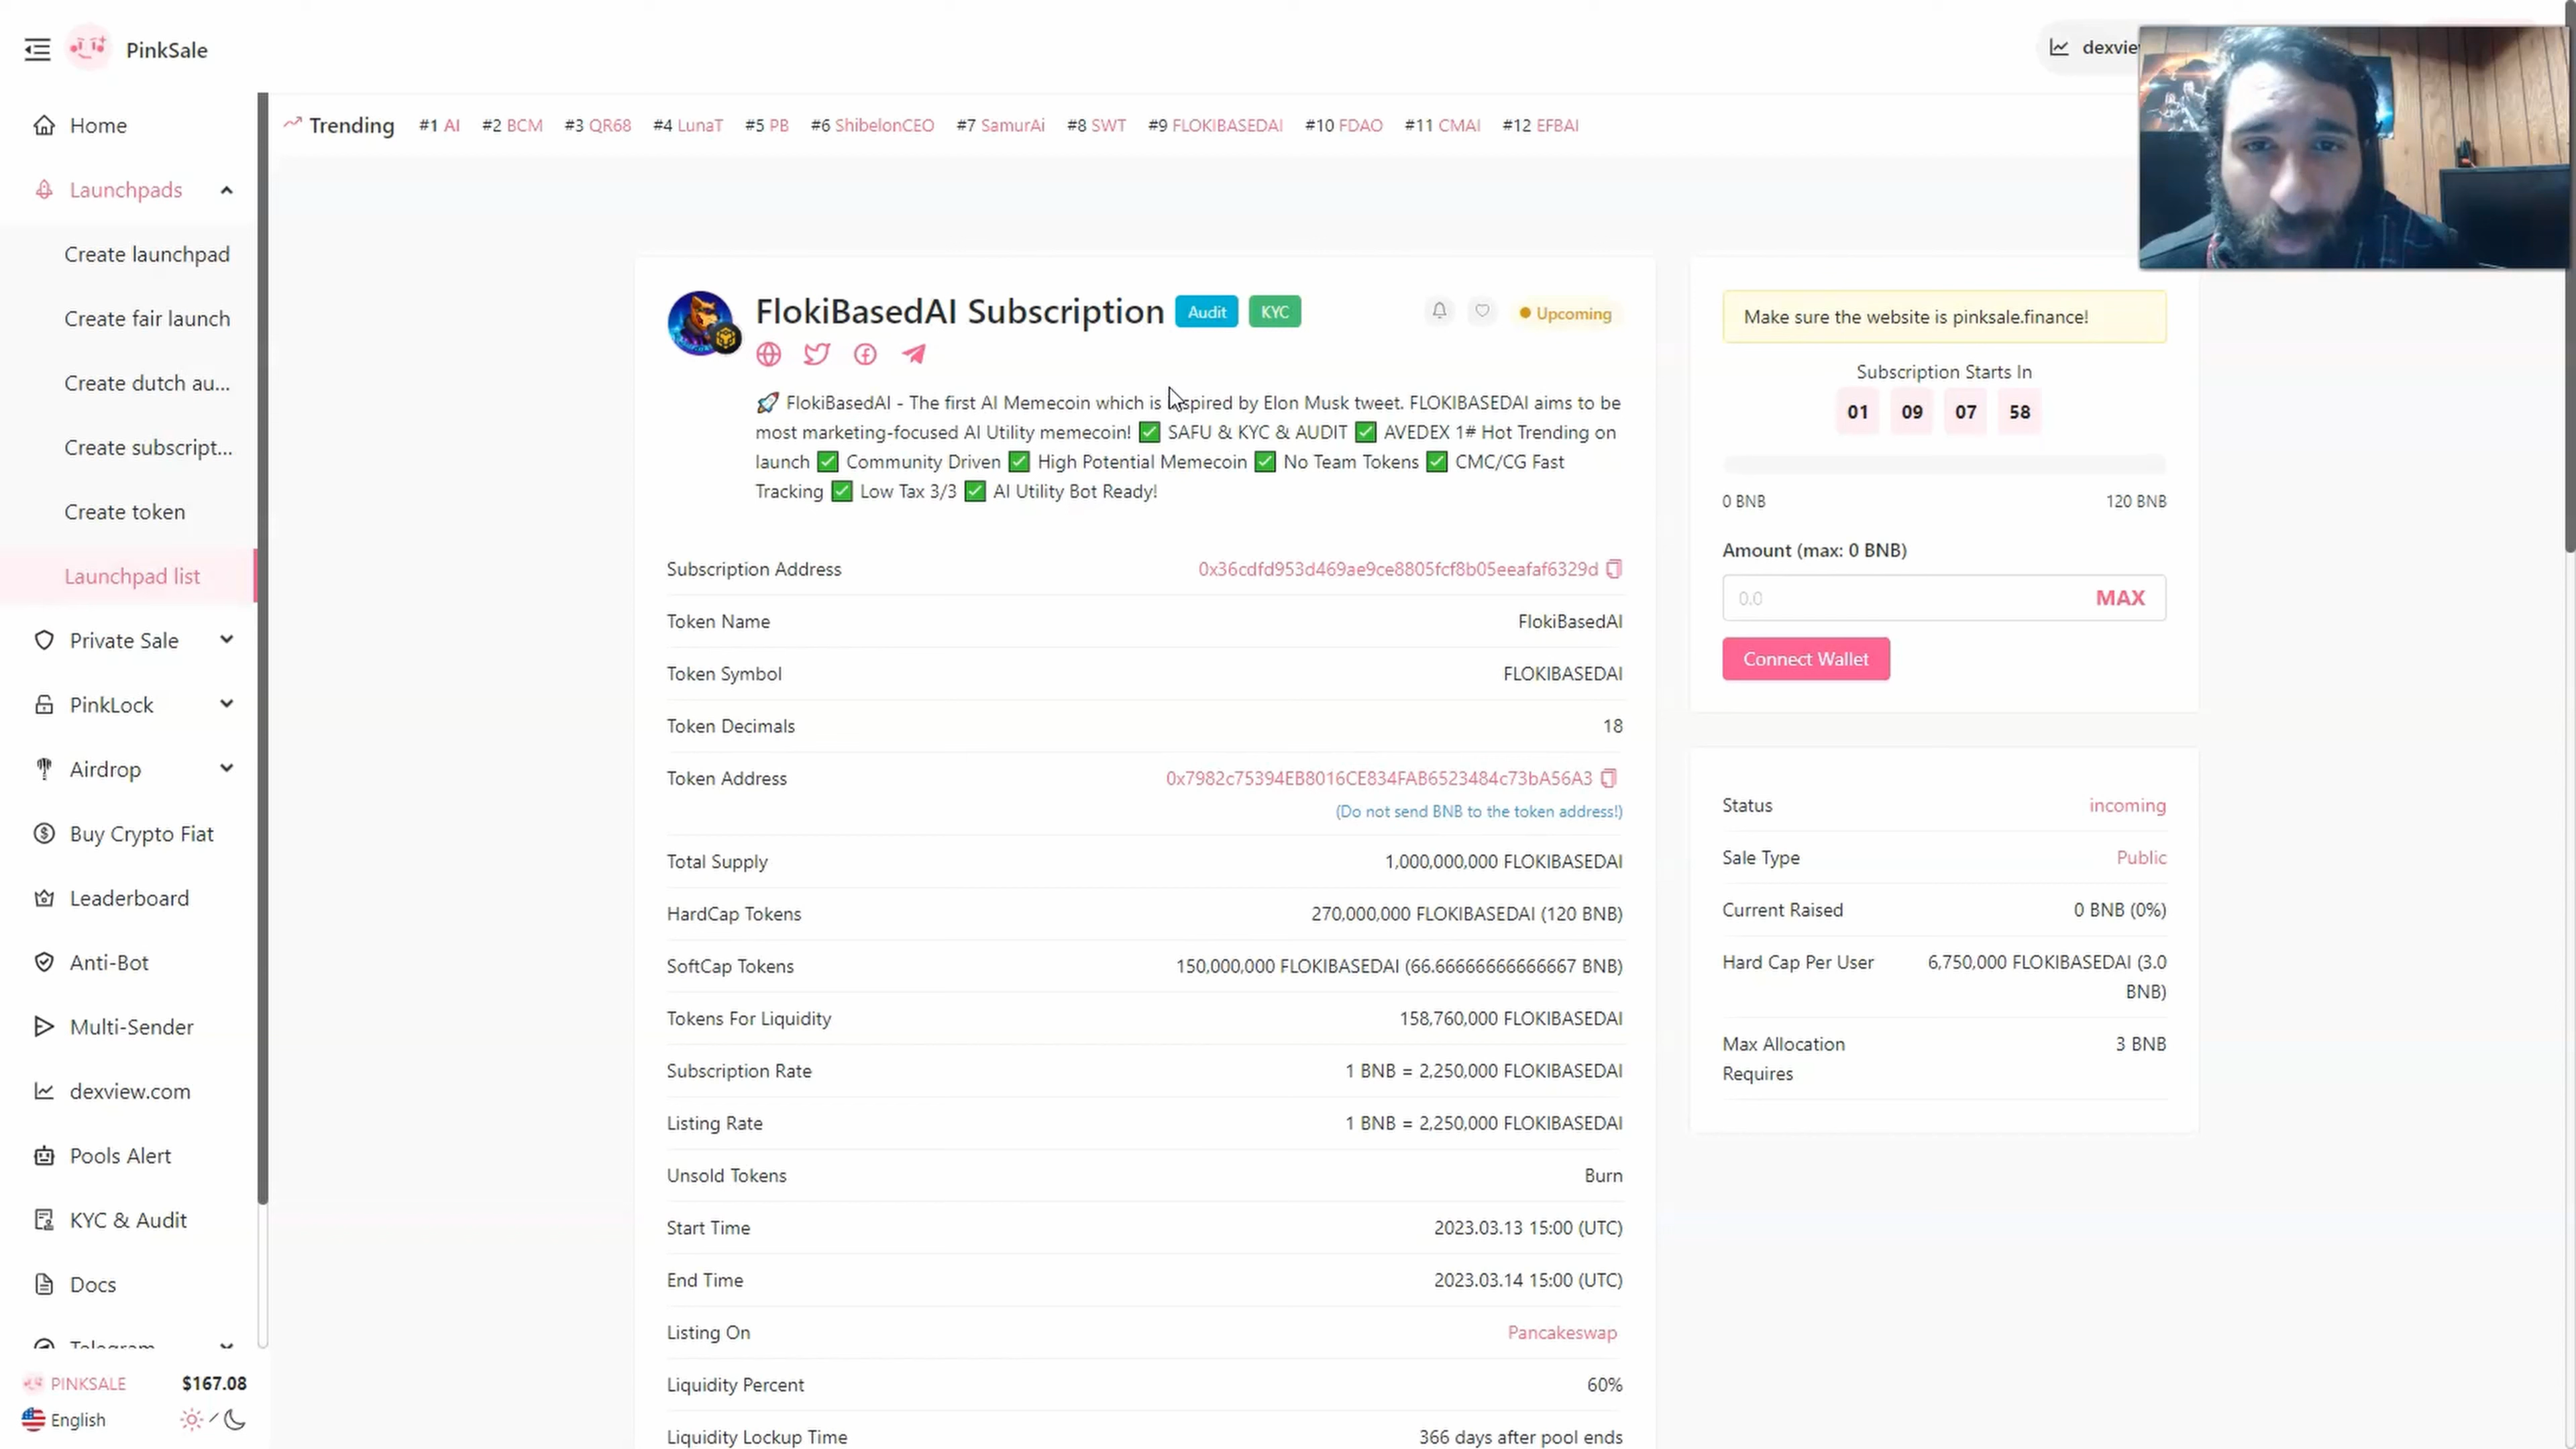 PinkSale
Home
Launchpads
Create launchpad
Create fair launch
Create dutch au...
Create subscript...
Create token
Launchpad list
Private Sale
PinkLock
Airdrop
Buy Crypto Fiat
Leaderboard
Anti-Bot
Multi-Sender
dexview.com
Pools Alert
KYC & Audit
Docs
Telegram
PINKSALE $167.08
English
Trending #1 AI #2 BCM #3 QR68 #4 LunaT #5 PB #6 ShibelonCEO #7 SamurAi #8 SWT #9 FLOKIBASEDAI #10 FDAO #11 CMAI #12 EFBAI
FlokiBasedAI Subscription Audit KYC Upcoming
🚀 FlokiBasedAI - The first AI Memecoin which is inspired by Elon Musk tweet. FLOKIBASEDAI aims to be
most marketing-focused AI Utility memecoin! ✅ SAFU & KYC & AUDIT ✅ AVEDEX 1# Hot Trending on
launch ✅ Community Driven ✅ High Potential Memecoin ✅ No Team Tokens ✅ CMC/CG Fast
Tracking ✅ Low Tax 3/3 ✅ AI Utility Bot Ready!
Subscription Address 0x36cdfd953d469ae9ce8805fcf8b05eeafaf6329d
Token Name FlokiBasedAI
Token Symbol FLOKIBASEDAI
Token Decimals 18
Token Address 0x7982c75394EB8016CE834FAB6523484c73bA56A3
(Do not send BNB to the token address!)
Total Supply 1,000,000,000 FLOKIBASEDAI
HardCap Tokens 270,000,000 FLOKIBASEDAI (120 BNB)
SoftCap Tokens 150,000,000 FLOKIBASEDAI (66.66666666666667 BNB)
Tokens For Liquidity 158,760,000 FLOKIBASEDAI
Subscription Rate 1 BNB = 2,250,000 FLOKIBASEDAI
Listing Rate 1 BNB = 2,250,000 FLOKIBASEDAI
Unsold Tokens Burn
Start Time 2023.03.13 15:00 (UTC)
End Time 2023.03.14 15:00 (UTC)
Listing On Pancakeswap
Liquidity Percent 60%
Liquidity Lockup Time 366 days after pool ends
Make sure the website is pinksale.finance!
Subscription Starts In
01 09 07 58
0 BNB 120 BNB
Amount (max: 0 BNB)
0.0 MAX
Connect Wallet
Status incoming
Sale Type Public
Current Raised 0 BNB (0%)
Hard Cap Per User 6,750,000 FLOKIBASEDAI (3.0
BNB)
Max Allocation 3 BNB
Requires